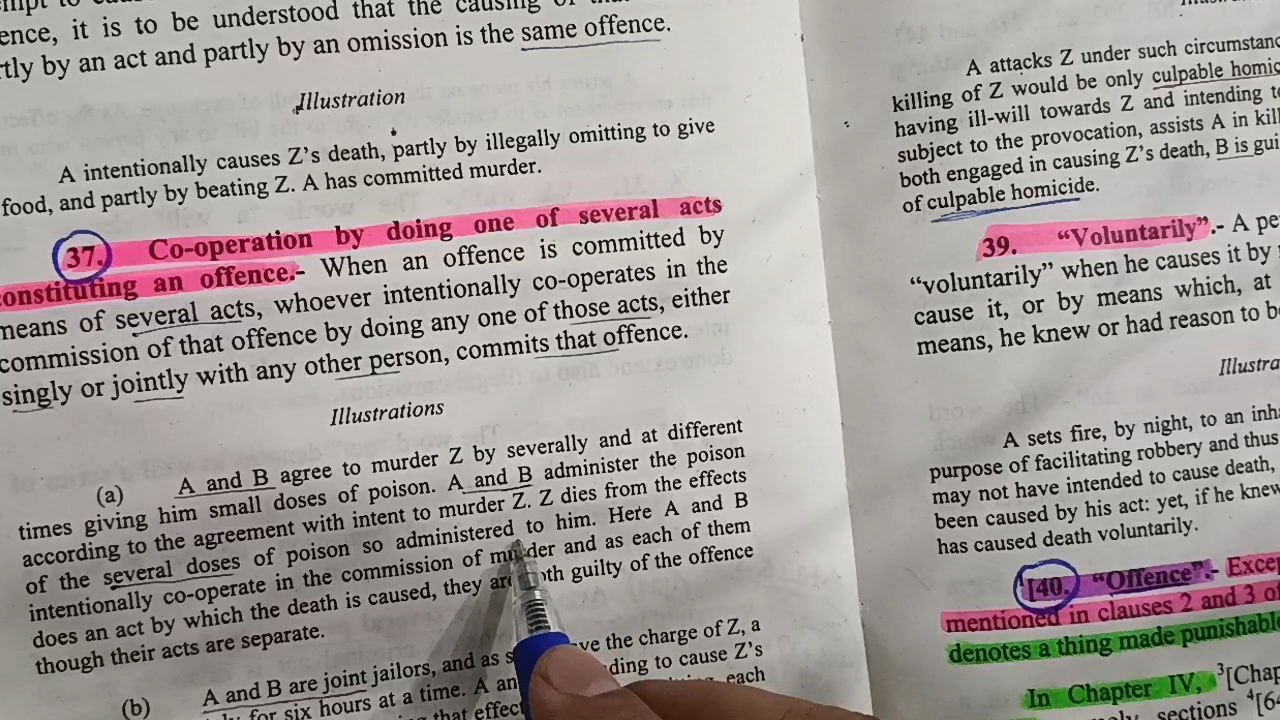 ence, it is to be understood that the causing of
tly by an act and partly by an omission is the same offence.
Illustration
A intentionally causes Z's death, partly by illegally omitting to give
food, and partly by beating Z. A has committed murder.
37. Co-operation by doing one of several acts
constituting an offence.- When an offence is committed by
means of several acts, whoever intentionally co-operates in the
commission of that offence by doing any one of those acts, either
singly or jointly with any other person, commits that offence.
Illustrations
(a) A and B agree to murder Z by severally and at different
times giving him small doses of poison. A and B administer the poison
according to the agreement with intent to murder Z. Z dies from the effects
of the several doses of poison so administered to him. Here A and B
intentionally co-operate in the commission of murder and as each of them
does an act by which the death is caused, they are both guilty of the offence
though their acts are separate.
(b) A and B are joint jailors, and as s ve the charge of Z, a
for six hours at a time. A an ding to cause Z's
that effec each
A attacks Z under such circumstanc
killing of Z would be only culpable homic
having ill-will towards Z and intending t
subject to the provocation, assists A in kil
both engaged in causing Z's death, B is gui
of culpable homicide.
39. "Voluntarily".- A pe
"voluntarily" when he causes it by
cause it, or by means which, at
means, he knew or had reason to b
Illustra
A sets fire, by night, to an inh
purpose of facilitating robbery and thus
may not have intended to cause death,
been caused by his act: yet, if he knew
has caused death voluntarily.
[40. "Offence".- Excep
mentioned in clauses 2 and 3 of
denotes a thing made punishable
In Chapter IV, 3[Chap
sections 4[6